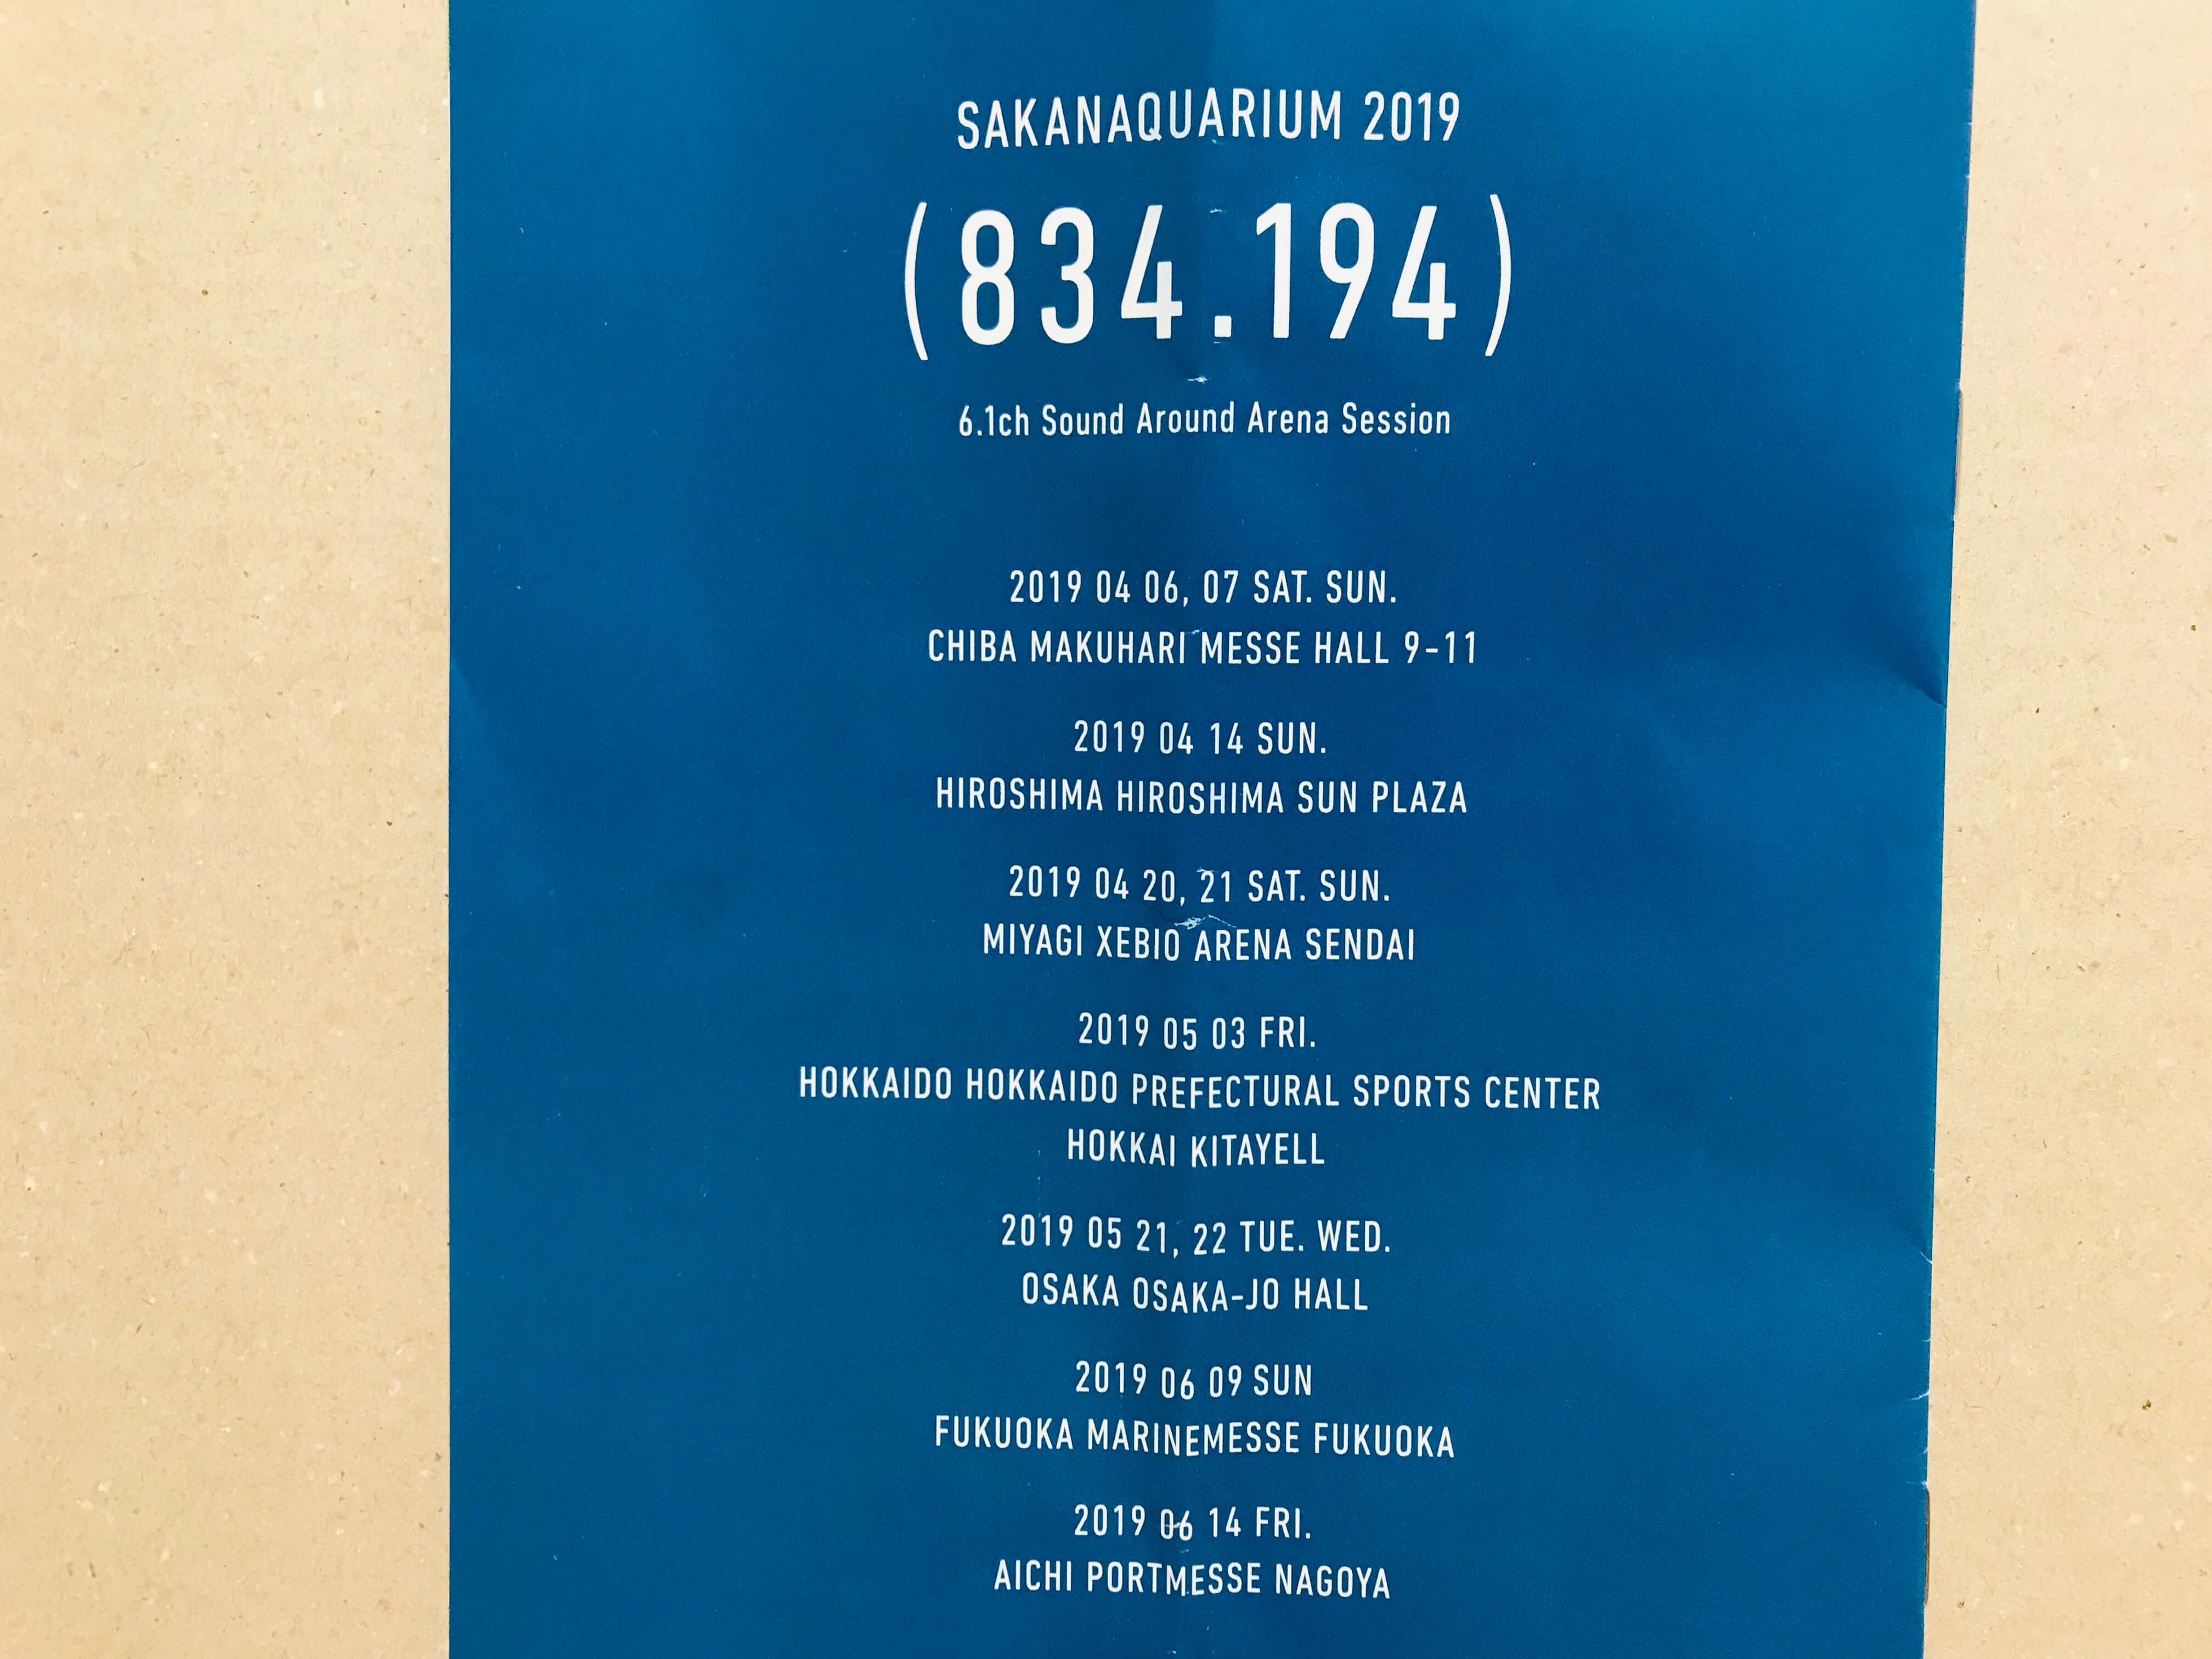 SAKANAQUARIUM 2019
(834.194)
6.1ch Sound Around Arena Session
2019 04 06, 07 SAT. SUN.
CHIBA MAKUHARI MESSE HALL 9-11
2019 04 14 SUN.
HIROSHIMA HIROSHIMA SUN PLAZA
2019 04 20, 21 SAT. SUN.
MIYAGI XEBIO ARENA SENDAI
2019 05 03 FRI.
HOKKAIDO HOKKAIDO PREFECTURAL SPORTS CENTER
HOKKAI KITAYELL
2019 05 21, 22 TUE. WED.
OSAKA OSAKA-JO HALL
2019 06 09 SUN
FUKUOKA MARINEMESSE FUKUOKA
2019 06 14 FRI.
AICHI PORTMESSE NAGOYA